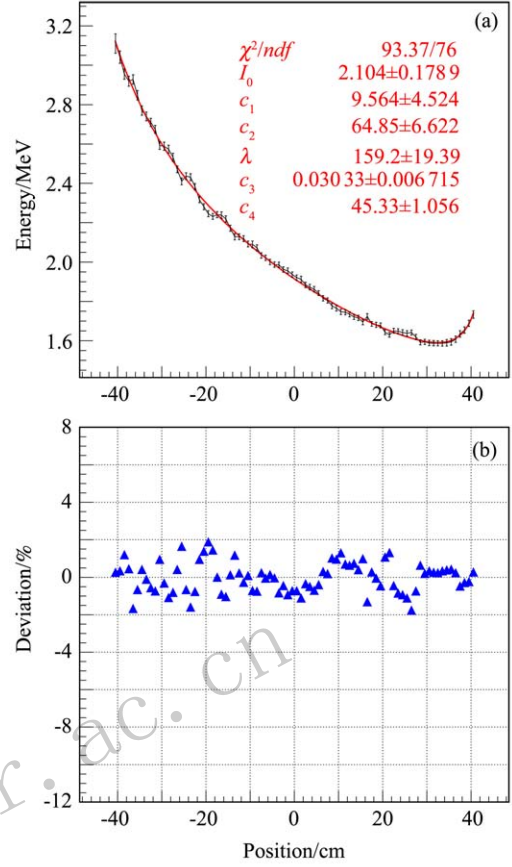 (a)
3.2
2.8
2.4
2.0
1.6
Energy/MeV
χ²/ndf 93.37/76
I₀ 2.104±0.178 9
c₁ 9.564±4.524
c₂ 64.85±6.622
λ 159.2±19.39
c₃ 0.030 33±0.006 715
c₄ 45.33±1.056
-40 -20 0 20 40
(b)
8
4
0
-4
-8
-12
Deviation/%
-40 -20 0 20 40
Position/cm
r.ac.cn